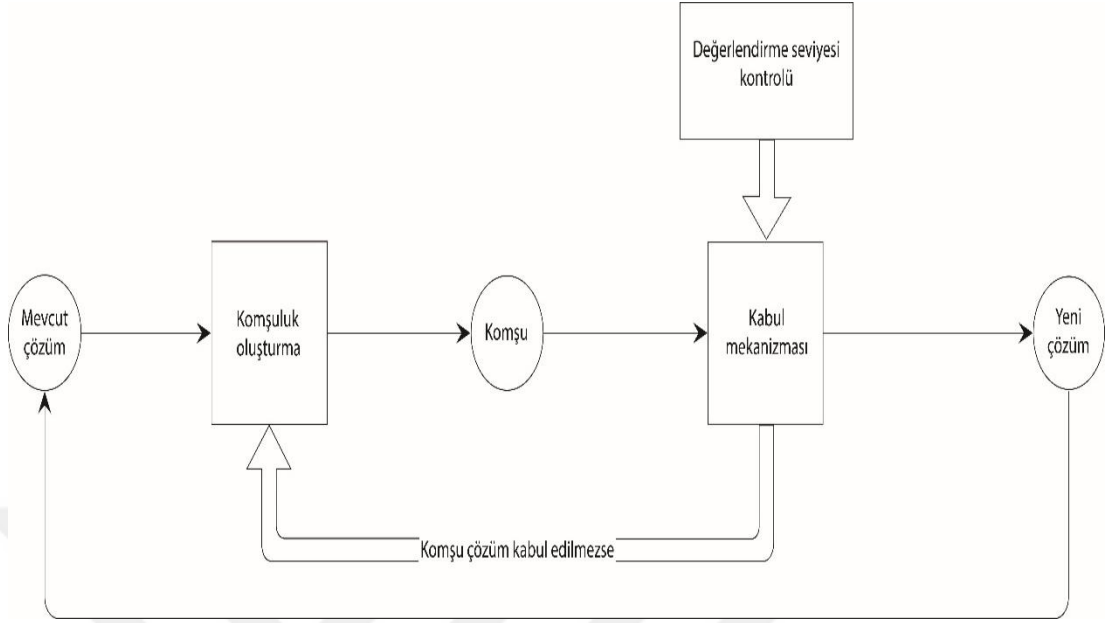 Değerlendirme seviyesi
kontrolü
Mevcut
çözüm
Komşuluk
oluşturma
Komşu
Kabul
mekanizması
Yeni
çözüm
Komşu çözüm kabul edilmezse